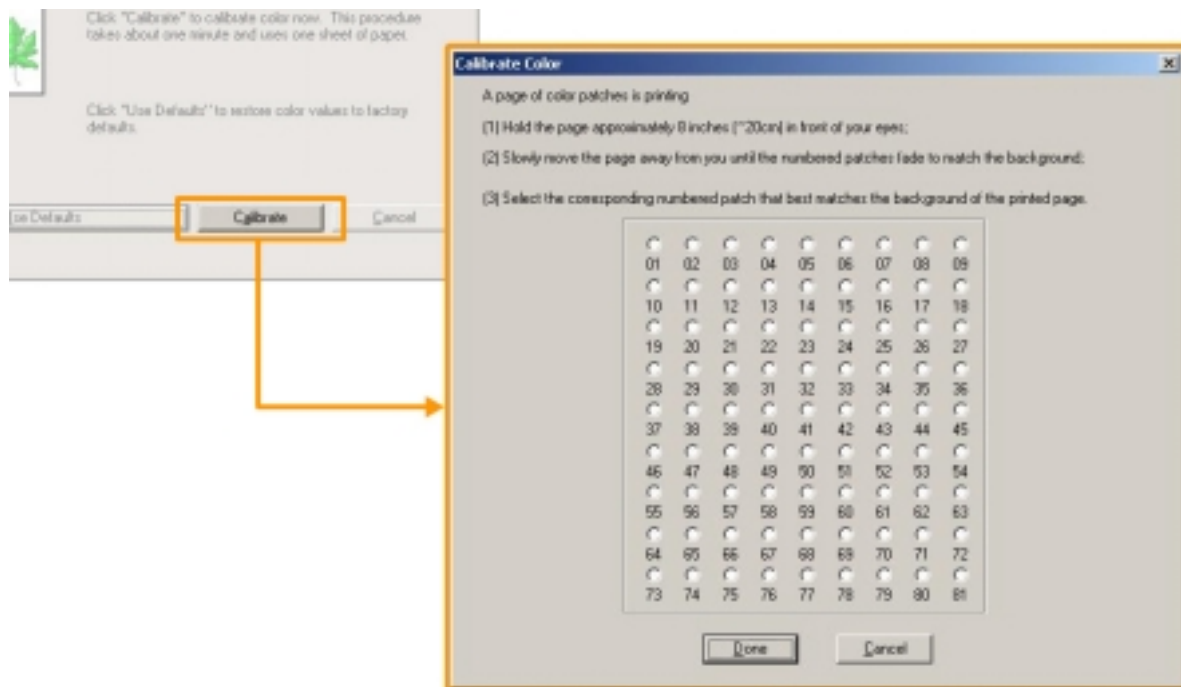 Click "Calibrate" to calibrate color now. This procedure
takes about one minute and uses one sheet of paper.
Click "Use Defaults" to restore color values to factory
defaults.
se Defaults
Calibrate
Cancel
Calibrate Color
A page of color patches is printing
(1) Hold the page approximately 8 inches (~20cm) in front of your eyes;
(2) Slowly move the page away from you until the numbered patches fade to match the background;
(3) Select the corresponding numbered patch that best matches the background of the printed page.
01 02 03 04 05 06 07 08 09
10 11 12 13 14 15 16 17 18
19 20 21 22 23 24 25 26 27
28 29 30 31 32 33 34 35 36
37 38 39 40 41 42 43 44 45
46 47 48 49 50 51 52 53 54
55 56 57 58 59 60 61 62 63
64 65 66 67 68 69 70 71 72
73 74 75 76 77 78 79 80 81
Done
Cancel